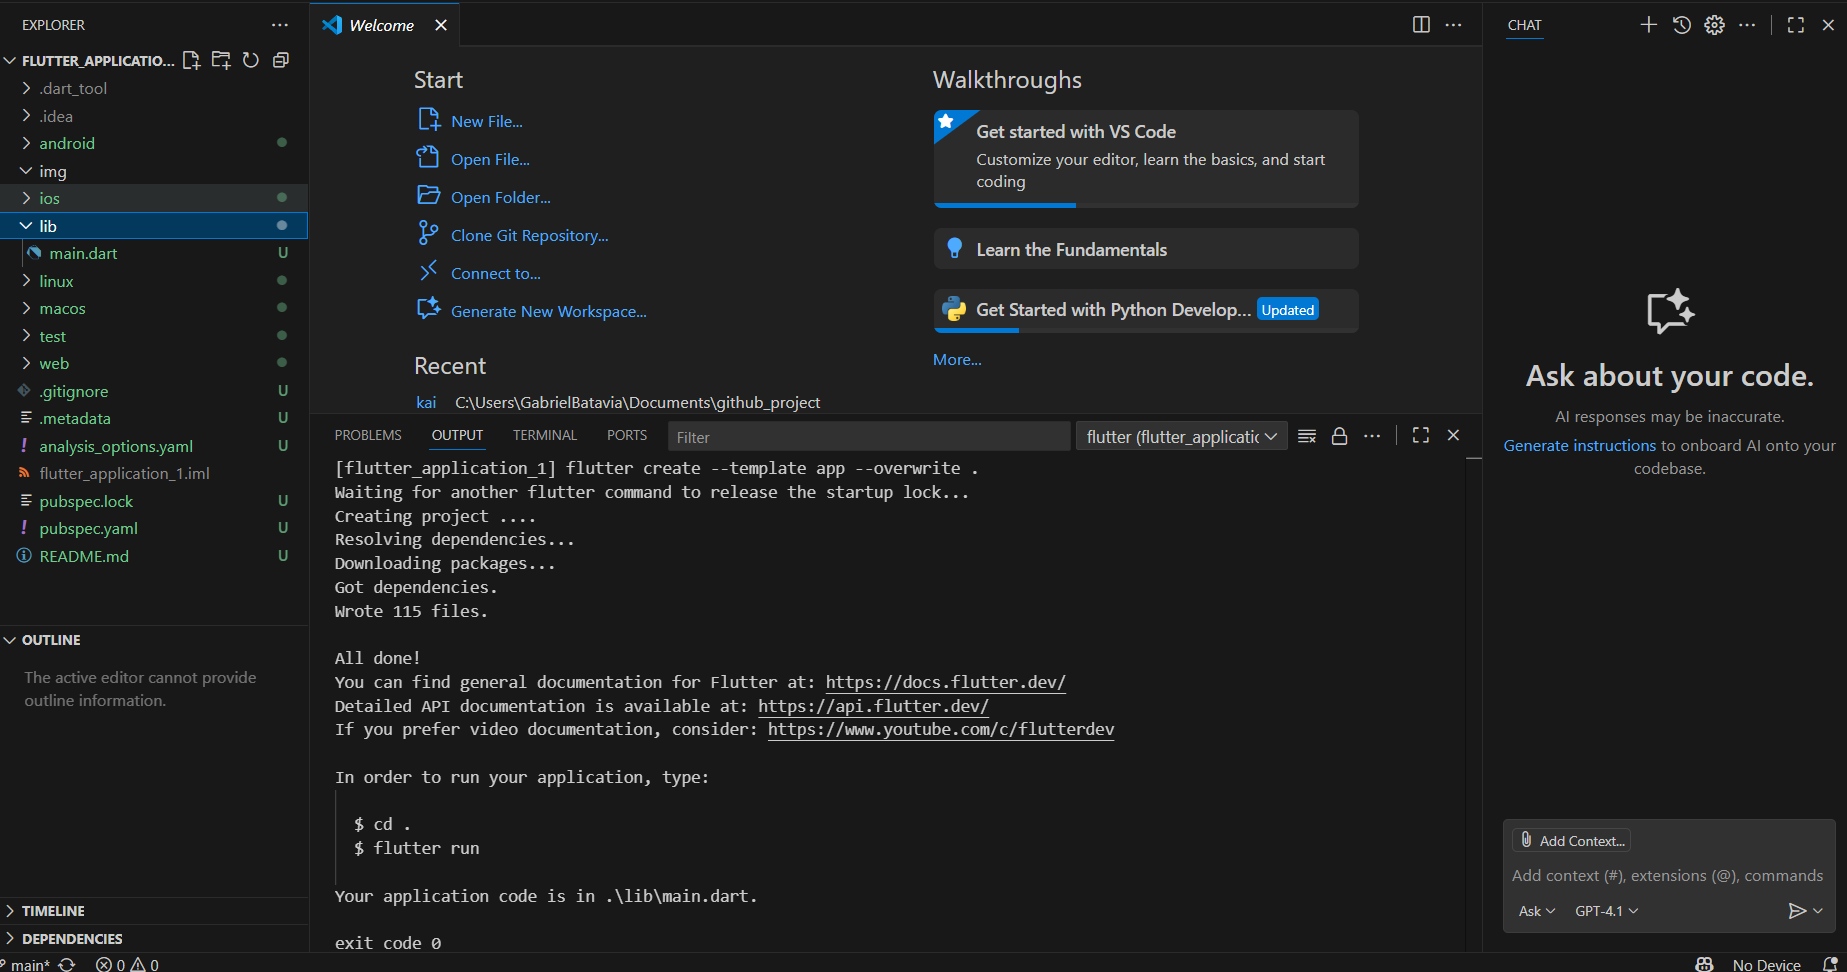 EXPLORER
FLUTTER_APPLICATIO...
.dart_tool
.idea
android
img
ios
lib
main.dart U
linux
macos
test
web
.gitignore U
.metadata U
analysis_options.yaml U
flutter_application_1.iml
pubspec.lock U
pubspec.yaml U
README.md U
OUTLINE
The active editor cannot provide
outline information.
TIMELINE
DEPENDENCIES
Welcome
Start
New File...
Open File...
Open Folder...
Clone Git Repository...
Connect to...
Generate New Workspace...
Recent
kai C:\Users\GabrielBatavia\Documents\github_project
Walkthroughs
Get started with VS Code
Customize your editor, learn the basics, and start
coding
Learn the Fundamentals
Get Started with Python Develop... Updated
More...
PROBLEMS OUTPUT TERMINAL PORTS Filter flutter (flutter_applicatic
[flutter_application_1] flutter create --template app --overwrite .
Waiting for another flutter command to release the startup lock...
Creating project ....
Resolving dependencies...
Downloading packages...
Got dependencies.
Wrote 115 files.
All done!
You can find general documentation for Flutter at: https://docs.flutter.dev/
Detailed API documentation is available at: https://api.flutter.dev/
If you prefer video documentation, consider: https://www.youtube.com/c/flutterdev
In order to run your application, type:
$ cd .
$ flutter run
Your application code is in .\lib\main.dart.
exit code 0
CHAT
Ask about your code.
AI responses may be inaccurate.
Generate instructions to onboard AI onto your
codebase.
Add Context...
Add context (#), extensions (@), commands
Ask GPT-4.1
main* 0 0
No Device